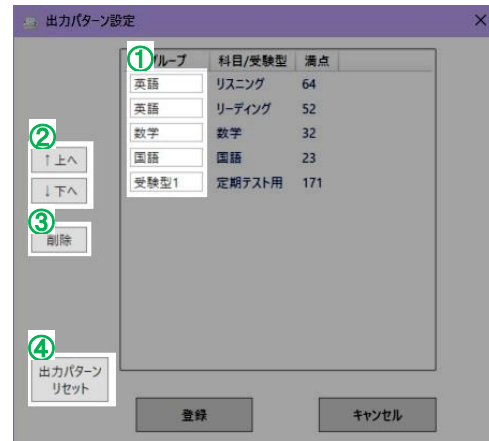 出力パターン設定 ×
① グループ 科目/受験型 満点
英語 リスニング 64
英語 リーディング 52
数学 数学 32
国語 国語 23
受験型1 定期テスト用 171
②
↑上へ
↓下へ
③
削除
④
出力パターン
リセット
登録 キャンセル